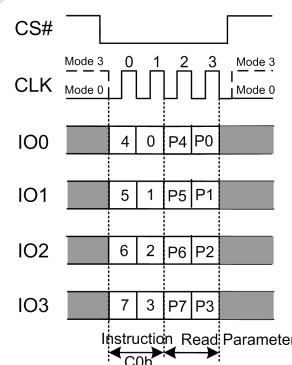 CS#
Mode 3 0 1 2 3 Mode 3
CLK
Mode 0 Mode 0
IO0 4 0 P4 P0
IO1 5 1 P5 P1
IO2 6 2 P6 P2
IO3 7 3 P7 P3
Instruction Read Parameter
C0h